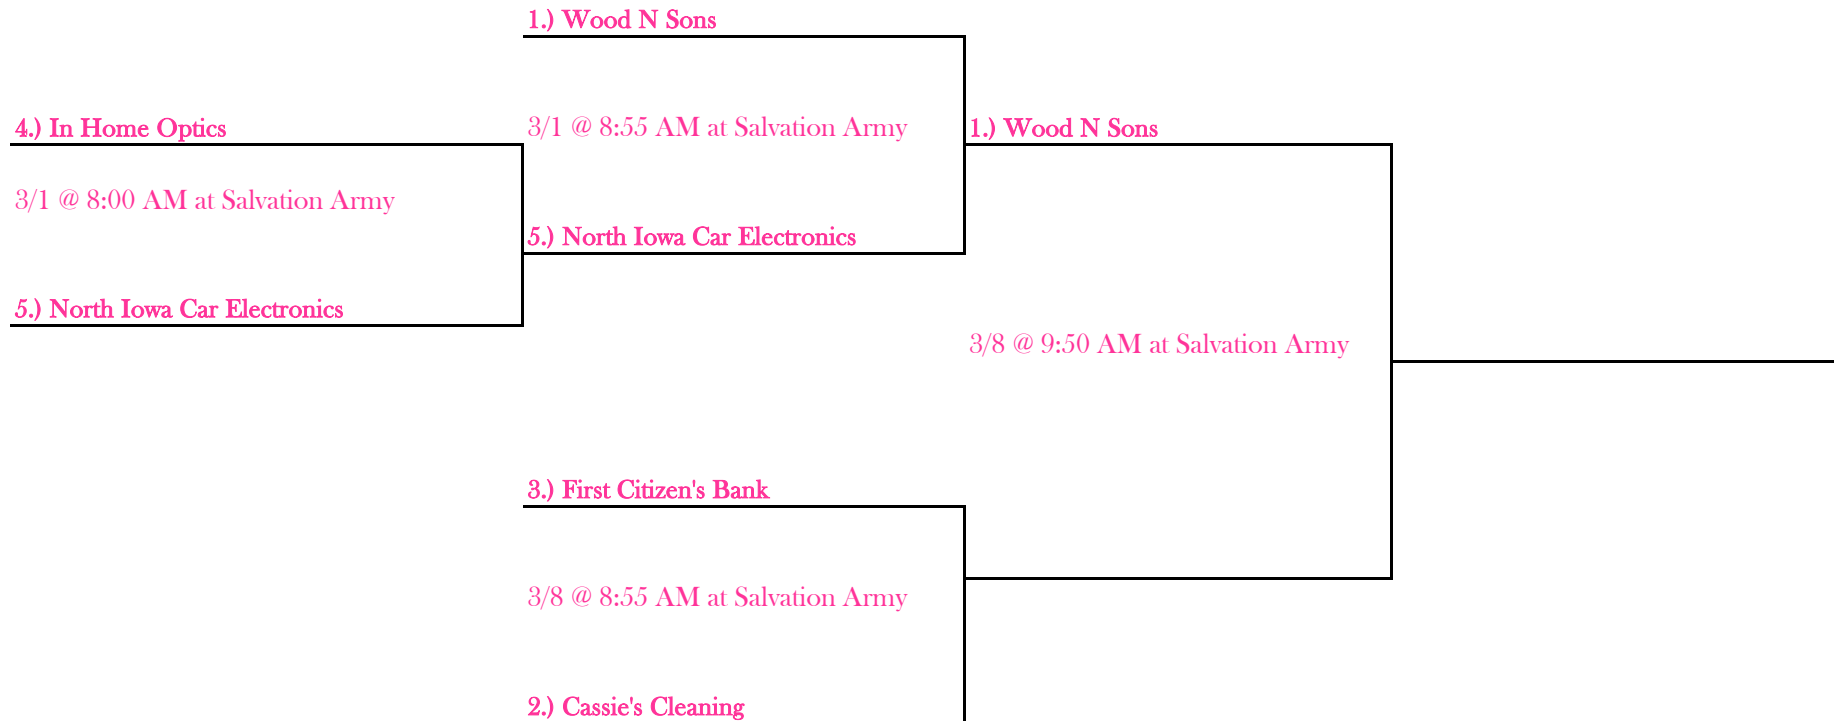 1.) Wood N Sons
4.) In Home Optics
3/1 @ 8:55 AM at Salvation Army
1.) Wood N Sons
3/1 @ 8:00 AM at Salvation Army
5.) North Iowa Car Electronics
5.) North Iowa Car Electronics
3/8 @ 9:50 AM at Salvation Army
3.) First Citizen's Bank
3/8 @ 8:55 AM at Salvation Army
2.) Cassie's Cleaning